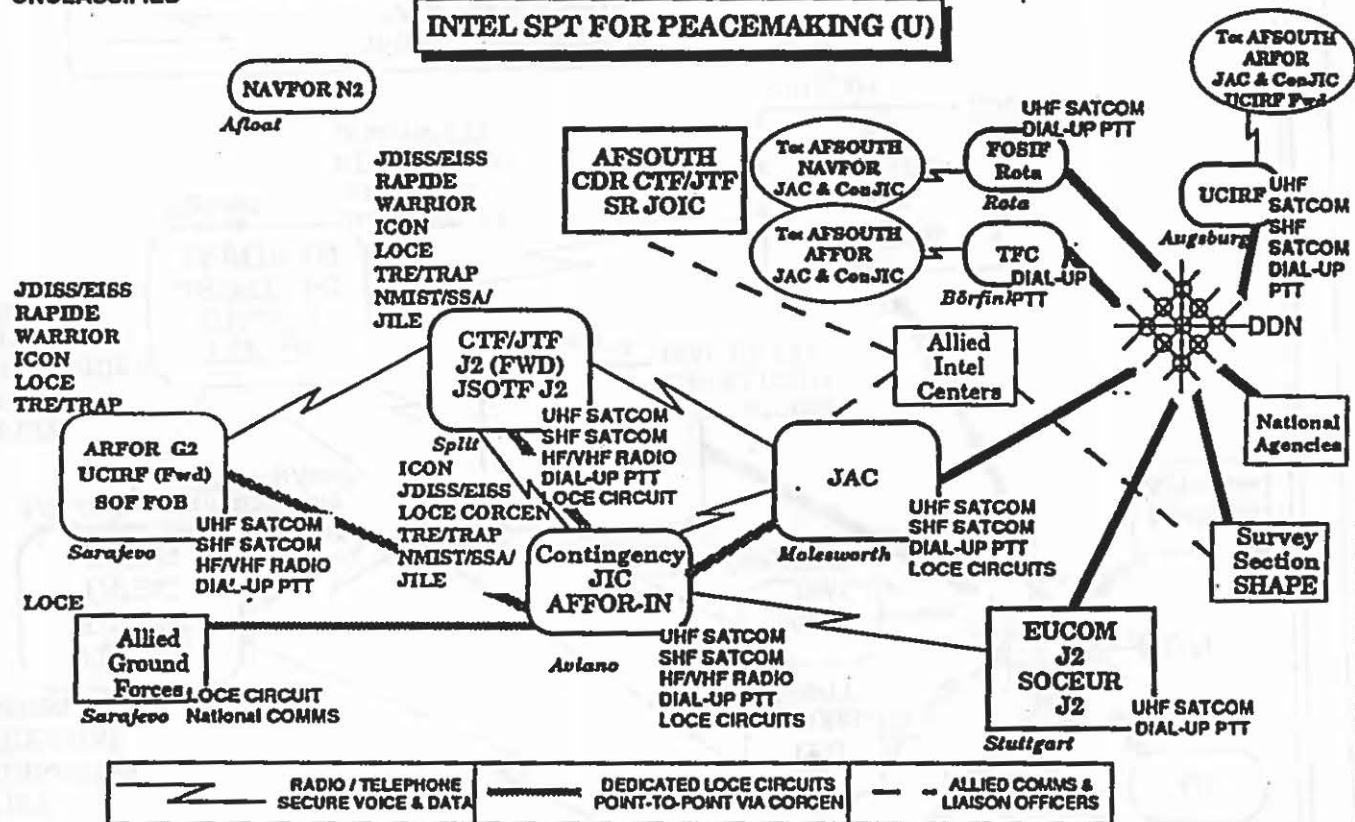 UNCLASSIFIED
INTEL SPT FOR PEACEMAKING (U)
NAVFOR N2
Afloat
JDISS/EISS
RAPIDE
WARRIOR
ICON
LOCE
TRE/TRAP
NMIST/SSA/
JILE
AFSOUTH
CDR CTF/JTF
SR JOIC
Tot AFSOUTH
NAVFOR
JAC & ConJIC
UHF SATCOM
DIAL-UP PTT
FOSIF
Rota
Rota
Tot AFSOUTH
ARFOR
JAC & ConJIC
UCIRF Fwd
UCIRF
Augsburg
UHF
SATCOM
SHF
SATCOM
DIAL-UP
PTT
Tot AFSOUTH
AFFOR
JAC & ConJIC
TFC
DIAL-UP
PTT
Börfink
DDN
JDISS/EISS
RAPIDE
WARRIOR
ICON
LOCE
TRE/TRAP
CTF/JTF
J2 (FWD)
JSOTF J2
Split
UHF SATCOM
SHF SATCOM
HF/VHF RADIO
DIAL-UP PTT
LOCE CIRCUIT
Allied
Intel
Centers
National
Agencies
ARFOR G2
UCIRF (Fwd)
SOF FOB
Sarajevo
UHF SATCOM
SHF SATCOM
HF/VHF RADIO
DIAL-UP PTT
ICON
JDISS/EISS
LOCE CORCEN
TRE/TRAP
NMIST/SSA/
JILE
JAC
Molesworth
UHF SATCOM
SHF SATCOM
DIAL-UP PTT
LOCE CIRCUITS
Survey
Section
SHAPE
Contingency
JIC
AFFOR-IN
Aviano
UHF SATCOM
SHF SATCOM
HF/VHF RADIO
DIAL-UP PTT
LOCE CIRCUITS
LOCE
Allied
Ground
Forces
Sarajevo
LOCE CIRCUIT
National COMMS
EUCOM
J2
SOCEUR
J2
Stuttgart
UHF SATCOM
DIAL-UP PTT
RADIO / TELEPHONE
SECURE VOICE & DATA
DEDICATED LOCE CIRCUITS
POINT-TO-POINT VIA CORCEN
ALLIED COMMS &
LIAISON OFFICERS